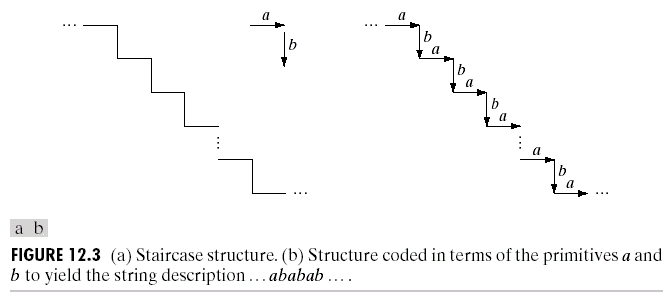 ... a b ... a b a b a b a ⋮ a b a ...
⋮ ...
a b
FIGURE 12.3 (a) Staircase structure. (b) Structure coded in terms of the primitives a and
b to yield the string description ... ababab ... .